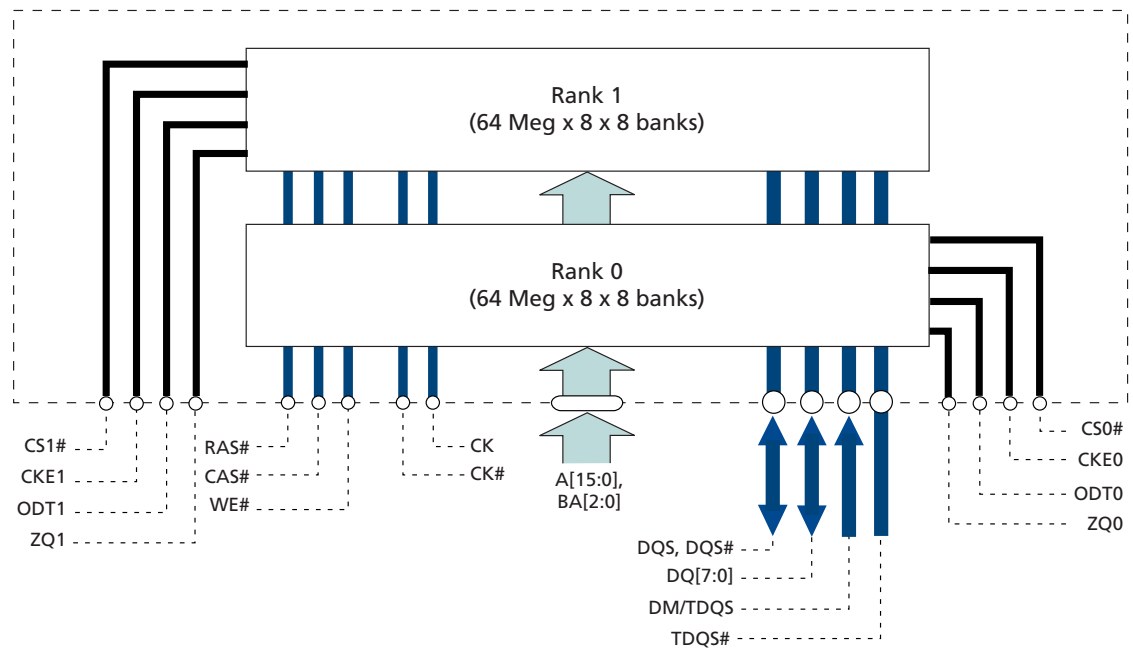 Rank 1
(64 Meg x 8 x 8 banks)
Rank 0
(64 Meg x 8 x 8 banks)
CS1#
CKE1
ODT1
ZQ1
RAS#
CAS#
WE#
CK
CK#
A[15:0],
BA[2:0]
DQS, DQS#
DQ[7:0]
DM/TDQS
TDQS#
CS0#
CKE0
ODT0
ZQ0